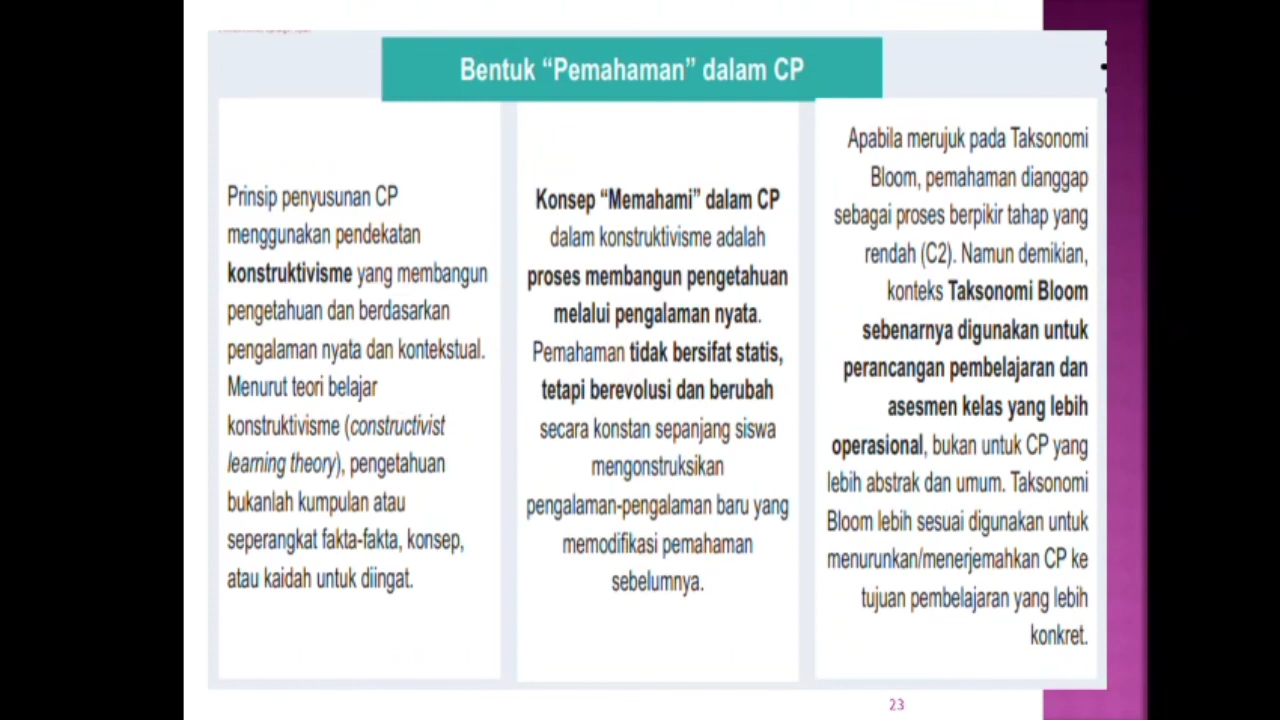 Bentuk “Pemahaman” dalam CP
Prinsip penyusunan CP
menggunakan pendekatan
konstruktivisme yang membangun
pengetahuan dan berdasarkan
pengalaman nyata dan kontekstual.
Menurut teori belajar
konstruktivisme (constructivist
learning theory), pengetahuan
bukanlah kumpulan atau
seperangkat fakta-fakta, konsep,
atau kaidah untuk diingat.
Konsep “Memahami” dalam CP
dalam konstruktivisme adalah
proses membangun pengetahuan
melalui pengalaman nyata.
Pemahaman tidak bersifat statis,
tetapi berevolusi dan berubah
secara konstan sepanjang siswa
mengonstruksikan
pengalaman-pengalaman baru yang
memodifikasi pemahaman
sebelumnya.
Apabila merujuk pada Taksonomi
Bloom, pemahaman dianggap
sebagai proses berpikir tahap yang
rendah (C2). Namun demikian,
konteks Taksonomi Bloom
sebenarnya digunakan untuk
perancangan pembelajaran dan
asesmen kelas yang lebih
operasional, bukan untuk CP yang
lebih abstrak dan umum. Taksonomi
Bloom lebih sesuai digunakan untuk
menurunkan/menerjemahkan CP ke
tujuan pembelajaran yang lebih
konkret.
23